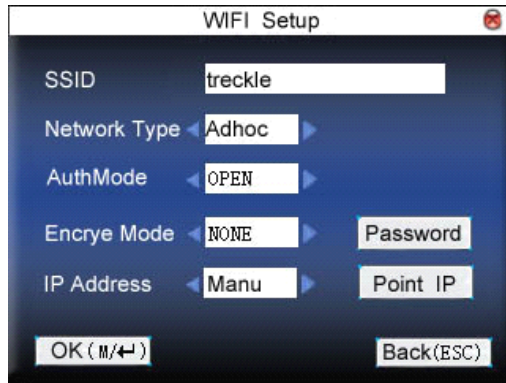 WIFI Setup
SSID treckle
Network Type Adhoc
AuthMode OPEN
Encrye Mode NONE Password
IP Address Manu Point IP
OK(M/↵) Back(ESC)